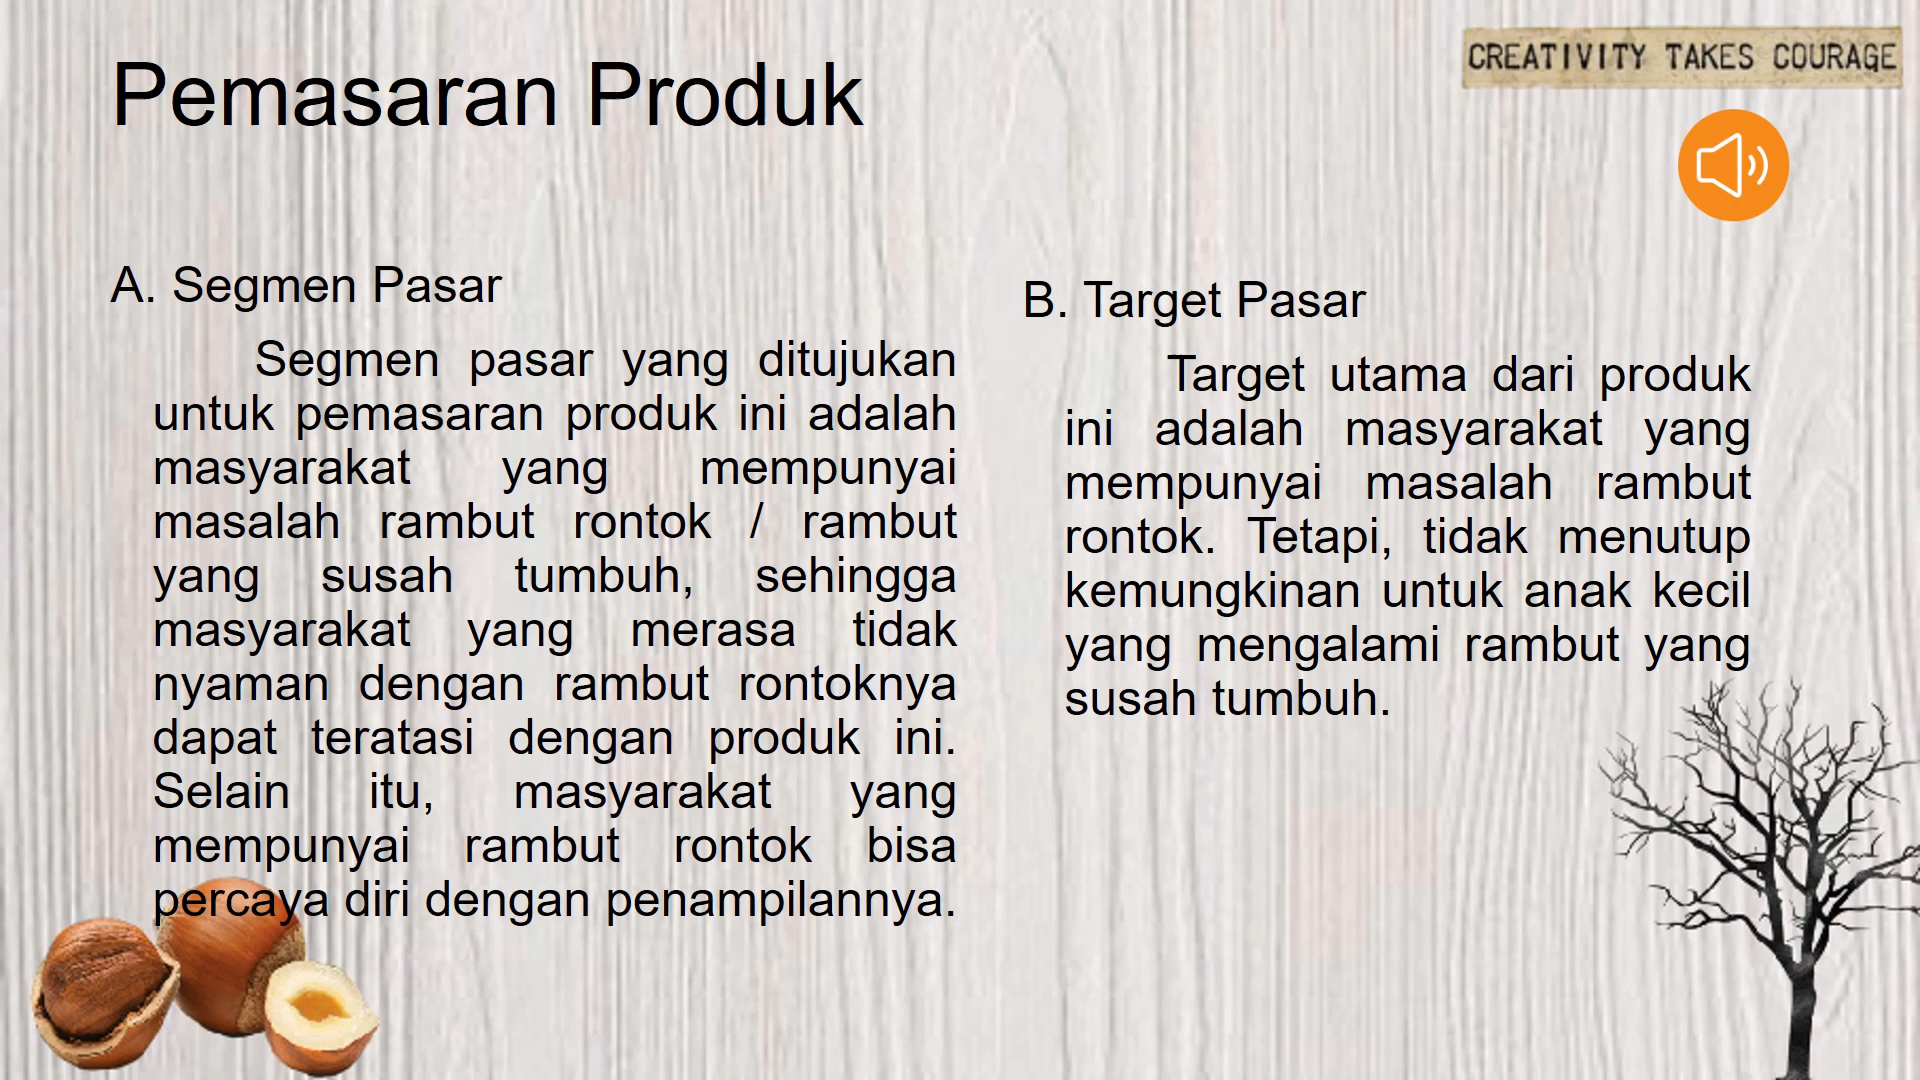 Pemasaran Produk
CREATIVITY TAKES COURAGE
A. Segmen Pasar
Segmen pasar yang ditujukan
untuk pemasaran produk ini adalah
masyarakat yang mempunyai
masalah rambut rontok / rambut
yang susah tumbuh, sehingga
masyarakat yang merasa tidak
nyaman dengan rambut rontoknya
dapat teratasi dengan produk ini.
Selain itu, masyarakat yang
mempunyai rambut rontok bisa
percaya diri dengan penampilannya.
B. Target Pasar
Target utama dari produk
ini adalah masyarakat yang
mempunyai masalah rambut
rontok. Tetapi, tidak menutup
kemungkinan untuk anak kecil
yang mengalami rambut yang
susah tumbuh.